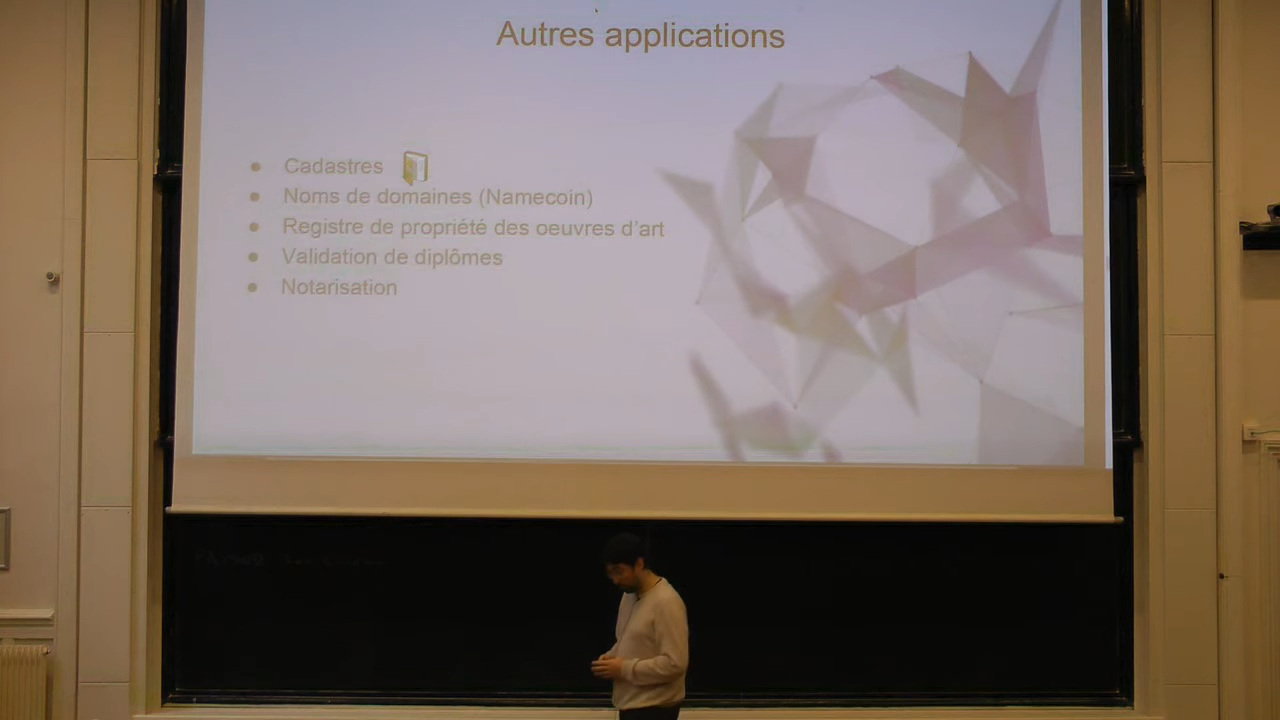 Autres applications
Cadastres
Noms de domaines (Namecoin)
Registre de propriété des oeuvres d'art
Validation de diplômes
Notarisation